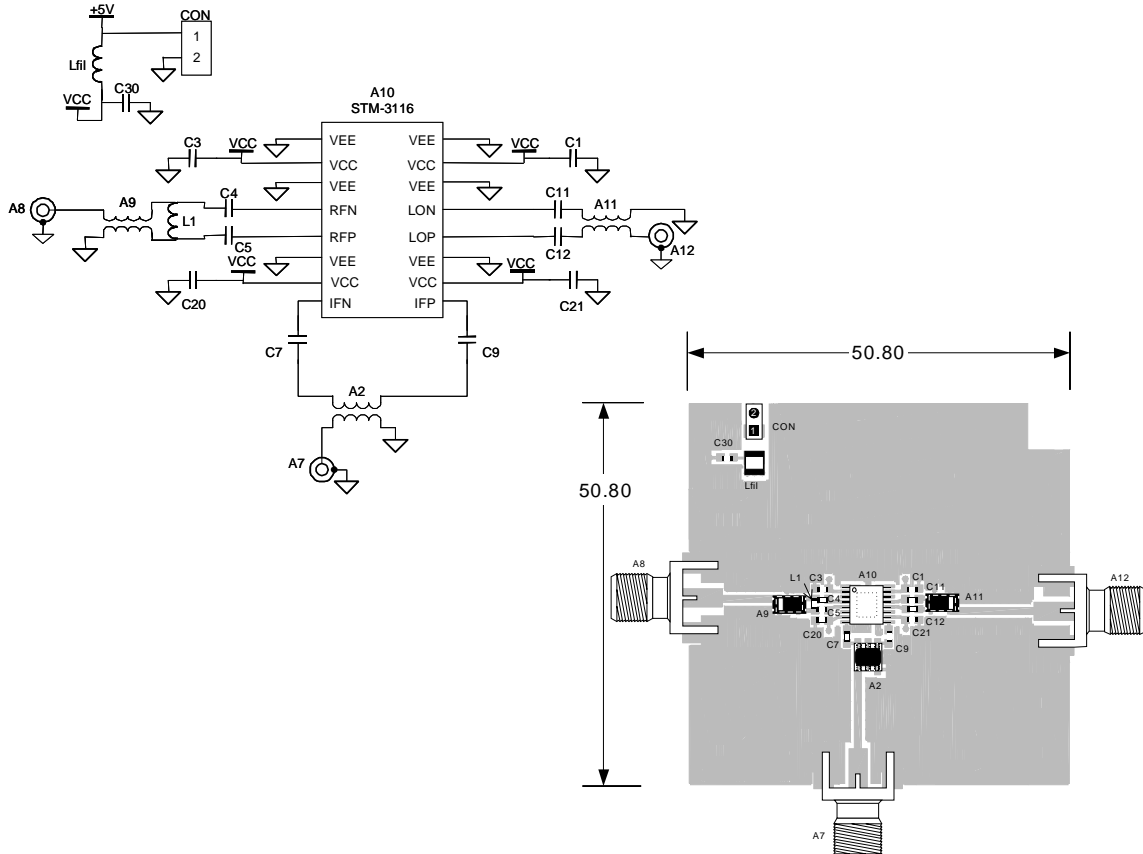 +5V
CON
1
2
Lfil
C30
VCC
A10
STM-3116
C3
VCC
VEE
VEE
VCC
C1
VCC
VCC
VEE
VEE
A8
A9
L1
C4
RFN
LON
C11
A11
C5
RFP
LOP
C12
A12
VCC
VEE
VEE
VCC
C20
VCC
VCC
C21
IFN
IFP
C7
C9
A2
A7
50.80
50.80
2
1
CON
C30
Lfil
A8
L1
C3
A10
C1
C11
A12
C4
A11
A9
C5
C12
C20
C21
C7
C9
A2
A7